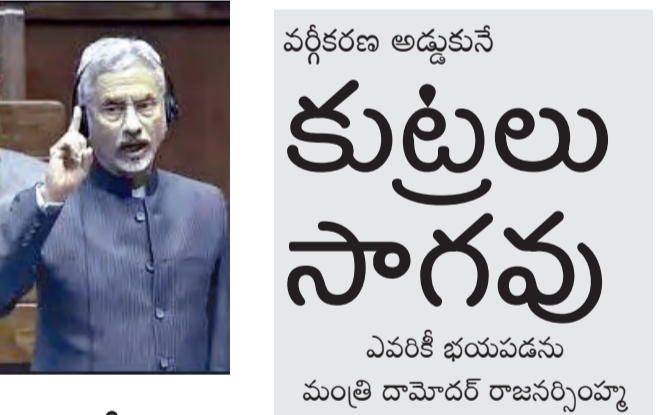 వర్గీకరణ అడ్డుకునే
కుట్రలు
సాగవు
ఎవరికీ భయపడను
మంత్రి దామోదర్ రాజనర్సింహ్మ